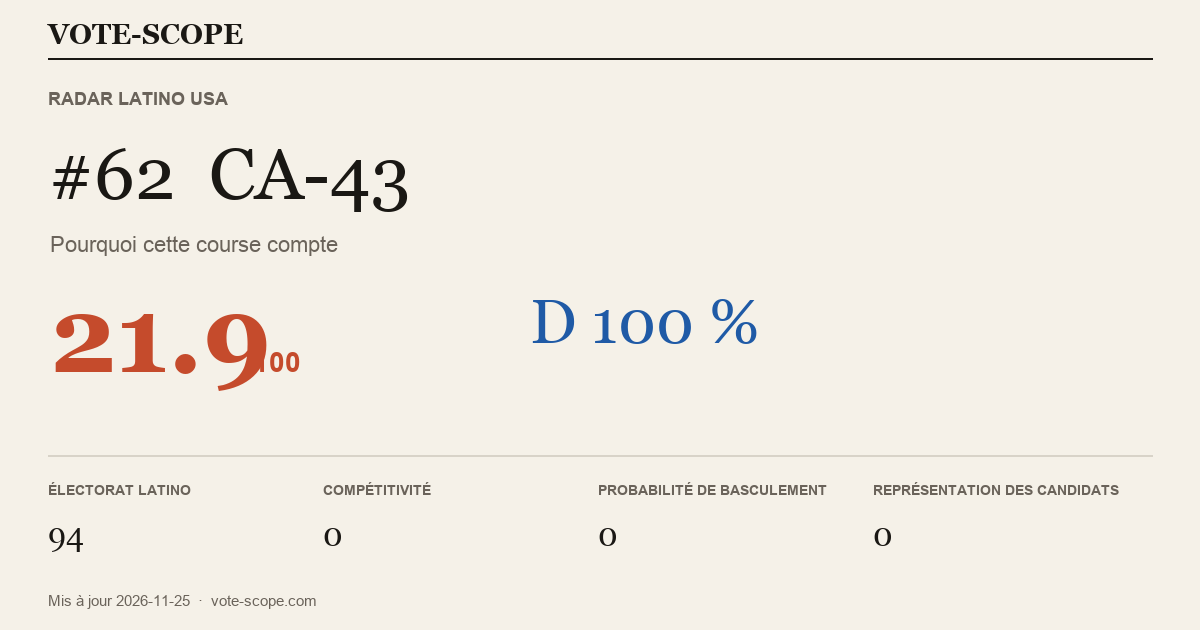 VOTE-SCOPE
RADAR LATINO USA
#62 CA-43
Pourquoi cette course compte
21.9
D 100 %
ÉLECTORAT LATINO
COMPÉTITIVITÉ
PROBABILITÉ DE BASCULEMENT
REPRÉSENTATION DES CANDIDATS
94
0
0
0
Mis à jour 2026-11-25 · vote-scope.com